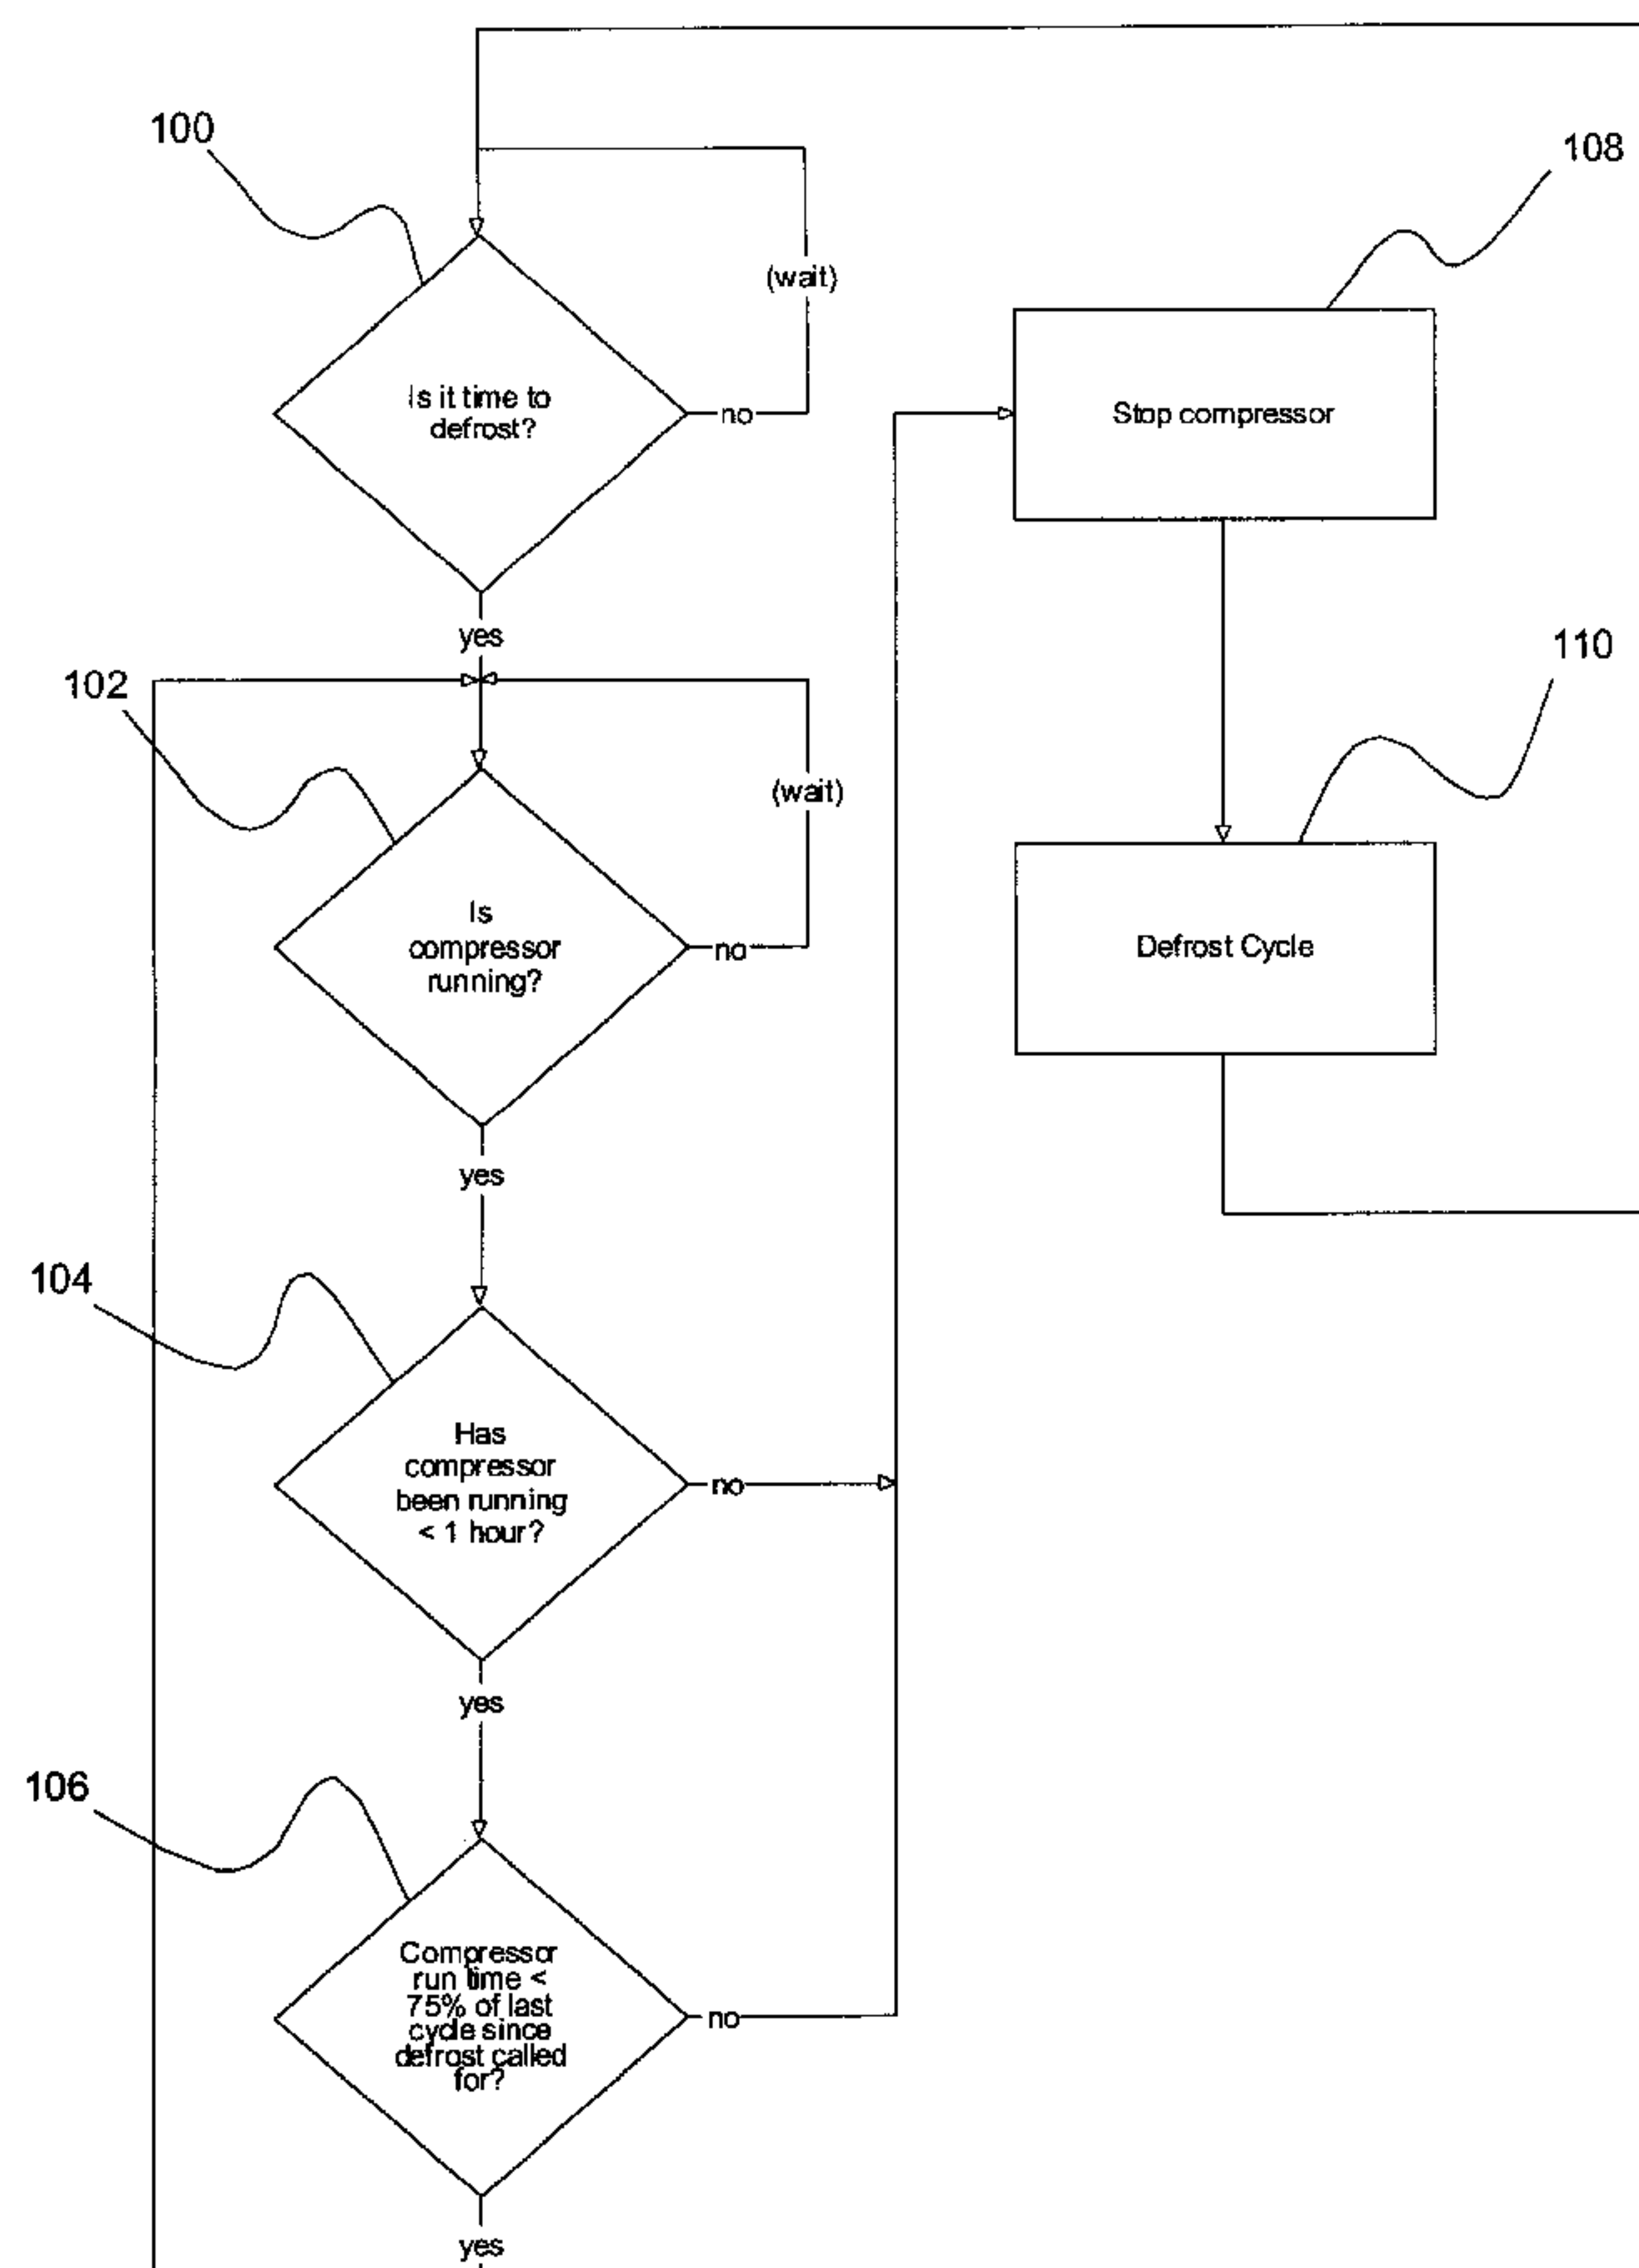 100
108
(wait)
Is it time to
defrost?
no
Stop compressor
yes
110
102
(wait)
Is
compressor
running?
no
Defrost Cycle
yes
104
Has
compressor
been running
< 1 hour?
no
yes
106
Compressor
run time <
75% of last
cycle since
defrost called
for?
no
yes